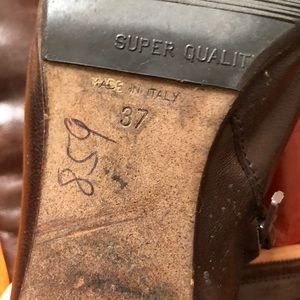 SUPER QUALIT
MADE IN ITALY
37
859